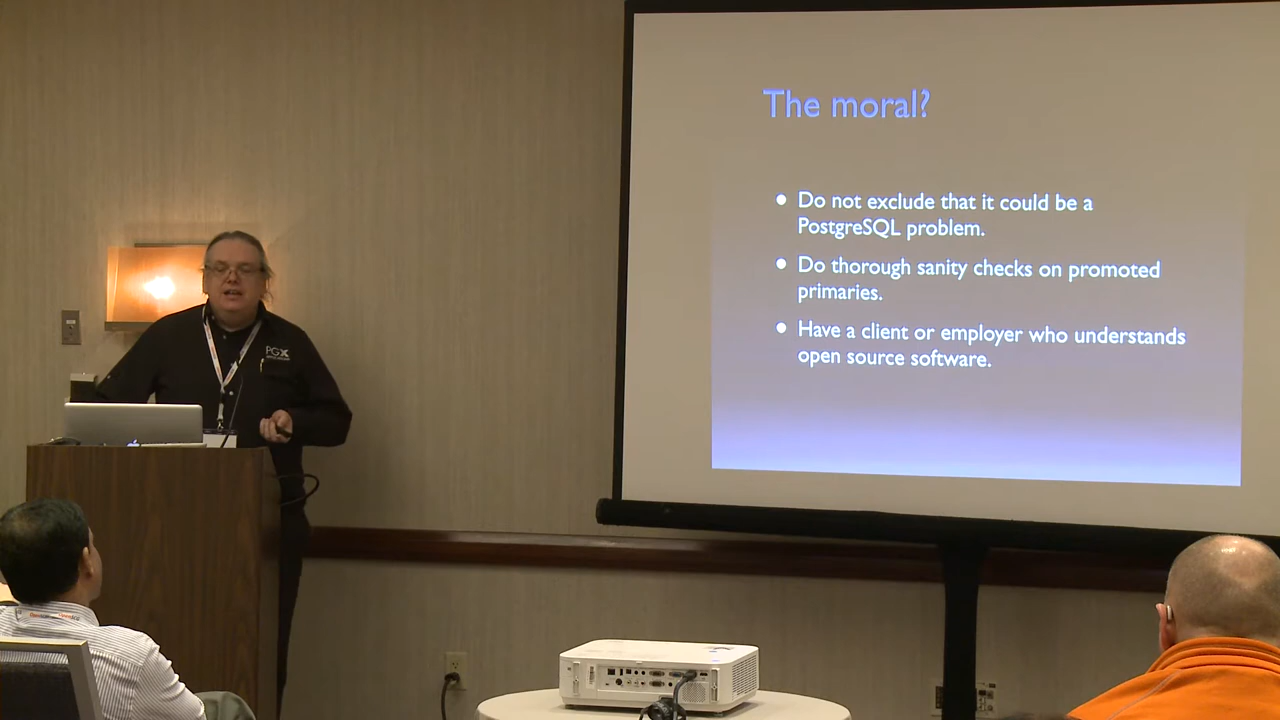 The moral?
• Do not exclude that it could be a
PostgreSQL problem.
• Do thorough sanity checks on promoted
primaries.
• Have a client or employer who understands
open source software.
PGX